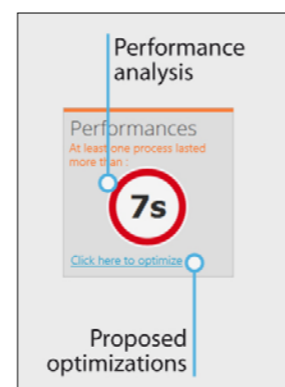 Performance
analysis
Performances
At least one process lasted
more than :
7s
Click here to optimize
Proposed
optimizations